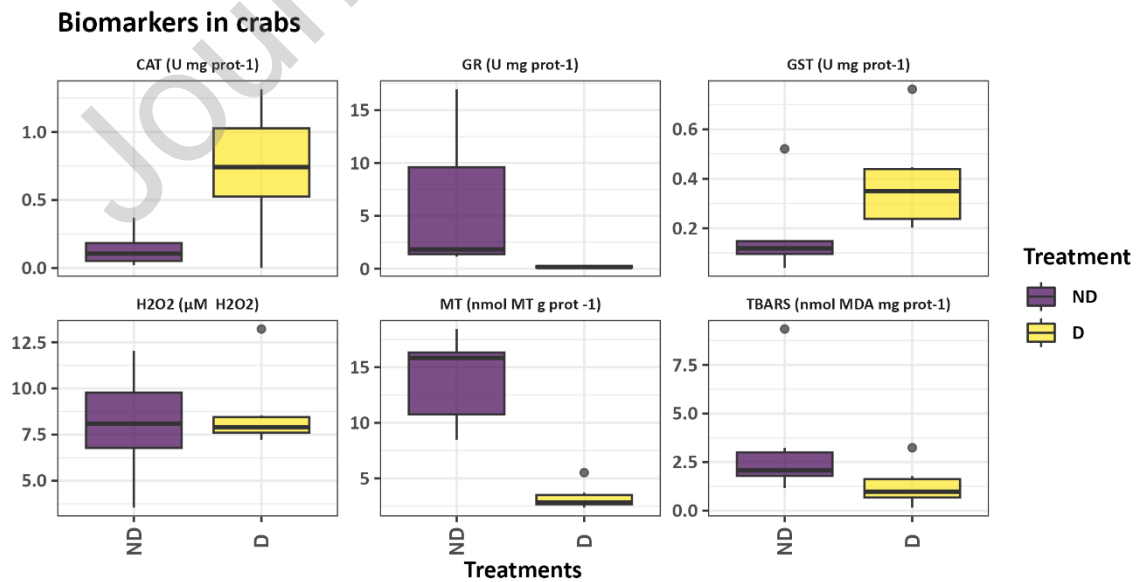 Biomarkers in crabs
CAT (U mg prot-1)
GR (U mg prot-1)
GST (U mg prot-1)
1.0
0.5
0.0
15
10
5
0
0.6
0.4
0.2
H2O2 (µM  H2O2)
MT (nmol MT g prot -1)
TBARS (nmol MDA mg prot-1)
12.5
10.0
7.5
5.0
15
10
5
7.5
5.0
2.5
0.0
ND
D
ND
D
ND
D
Treatments
Treatment
ND
D
Journ